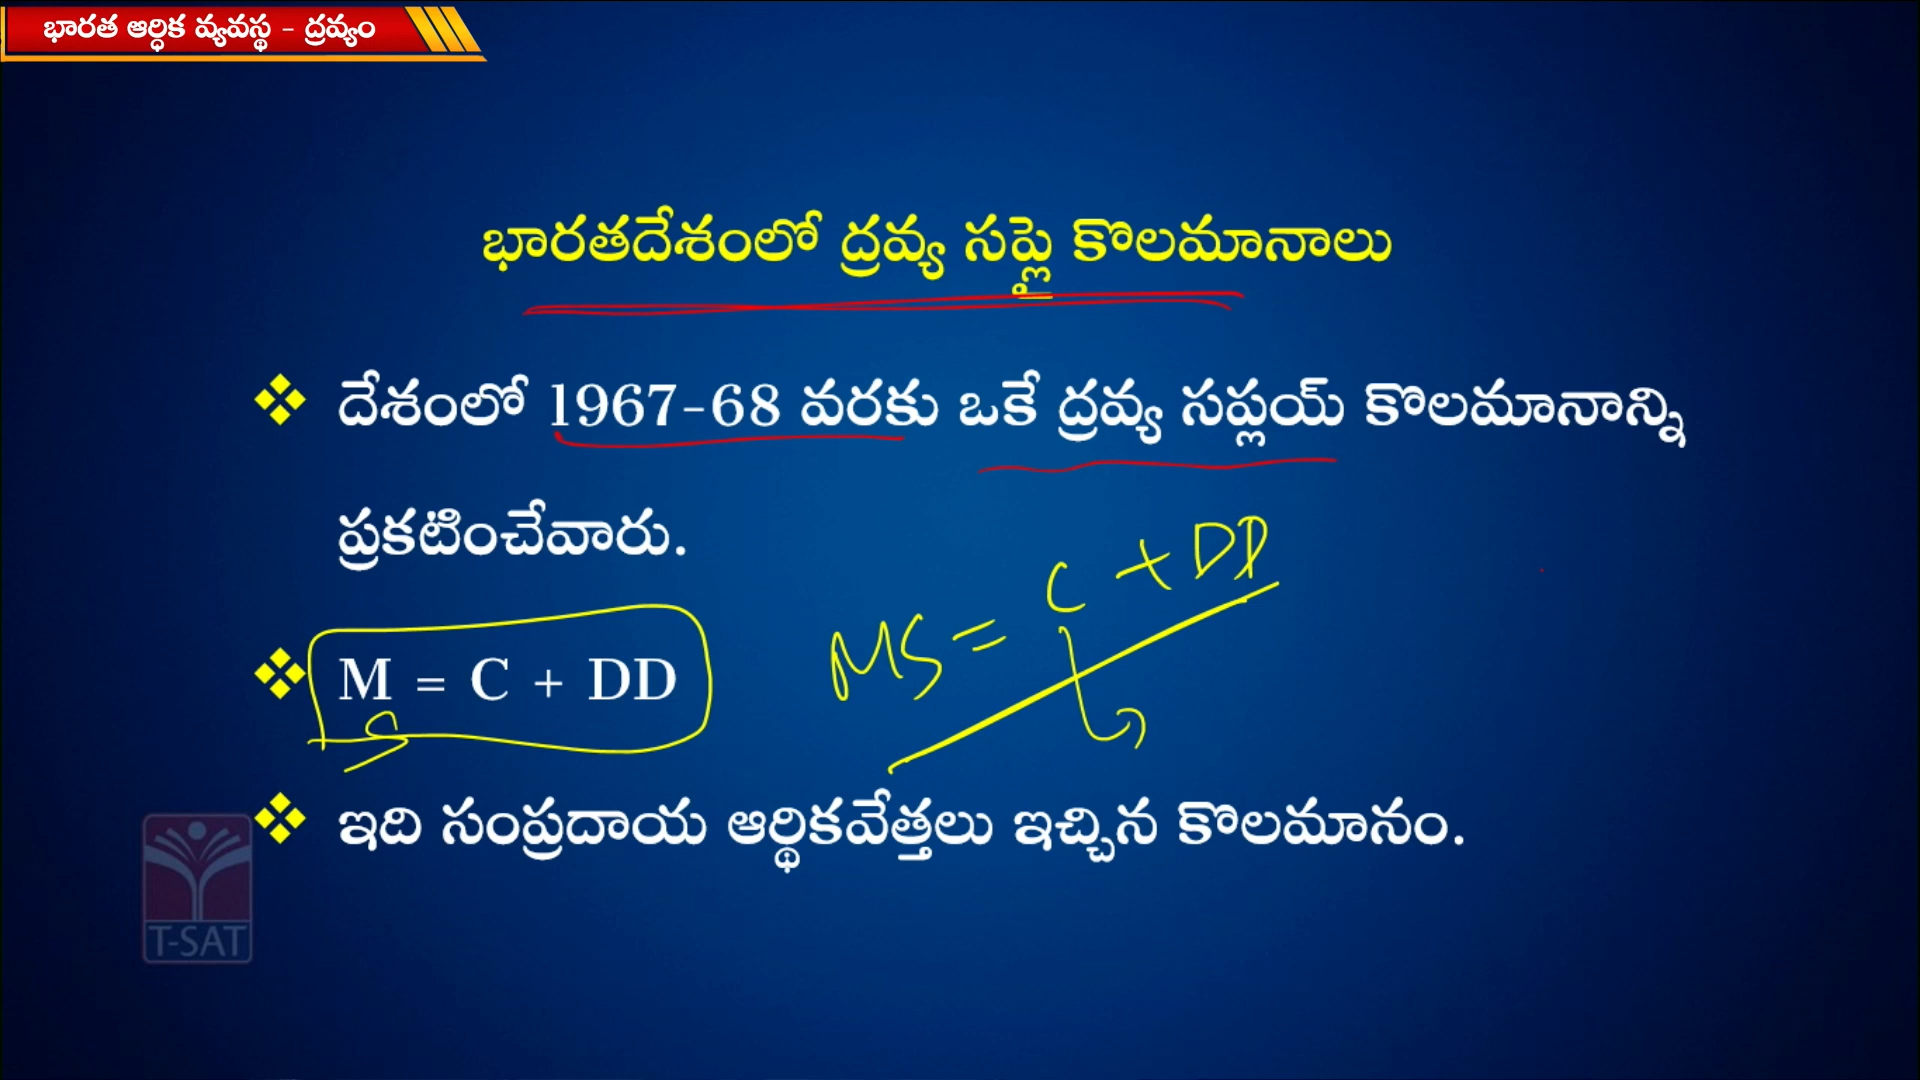 భారత ఆర్ధిక వ్యవస్థ - ద్రవ్యం
భారతదేశంలో ద్రవ్య సప్లై కొలమానాలు
దేశంలో 1967-68 వరకు ఒకే ద్రవ్య సప్లయ్ కొలమానాన్ని
ప్రకటించేవారు.
MS = C + DD
M = C + DD
S
ఇది సంప్రదాయ ఆర్థికవేత్తలు ఇచ్చిన కొలమానం.
T-SAT